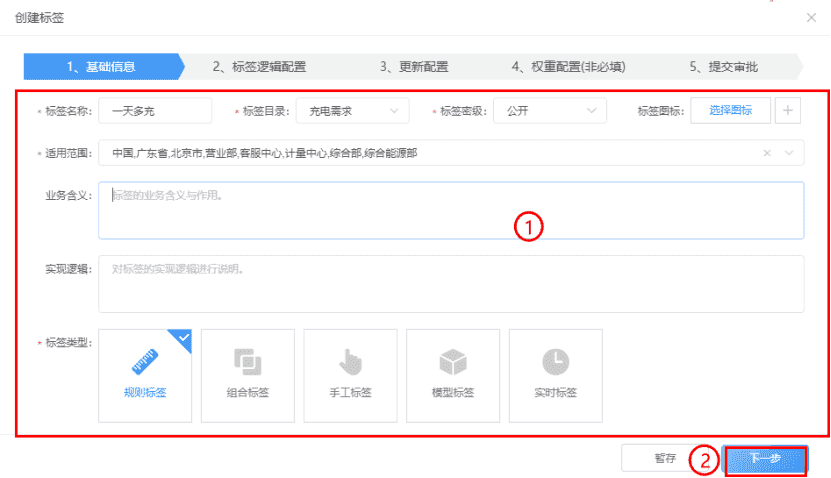 创建标签
1、基础信息 2、标签逻辑配置 3、更新配置 4、权重配置(非必填) 5、提交审批
* 标签名称: 一天多充 * 标签目录: 充电需求 * 标签密级: 公开 标签图标: 选择图标
* 适用范围: 中国,广东省,北京市,营业部,客服中心,计量中心,综合部,综合能源部
业务含义: 标签的业务含义与作用。
1
实现逻辑: 对标签的实现逻辑进行说明。
* 标签类型:
规则标签 组合标签 手工标签 模型标签 实时标签
暂存 2 下一步